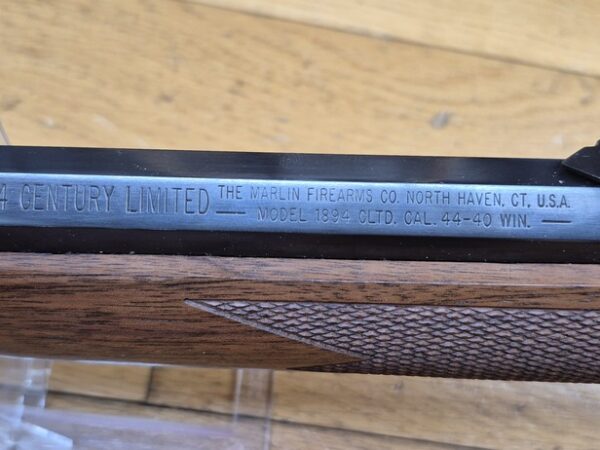 4 CENTURY LIMITED
THE MARLIN FIREARMS CO. NORTH HAVEN, CT, U.S.A.
MODEL 1894 CLTD. CAL. 44-40 WIN.